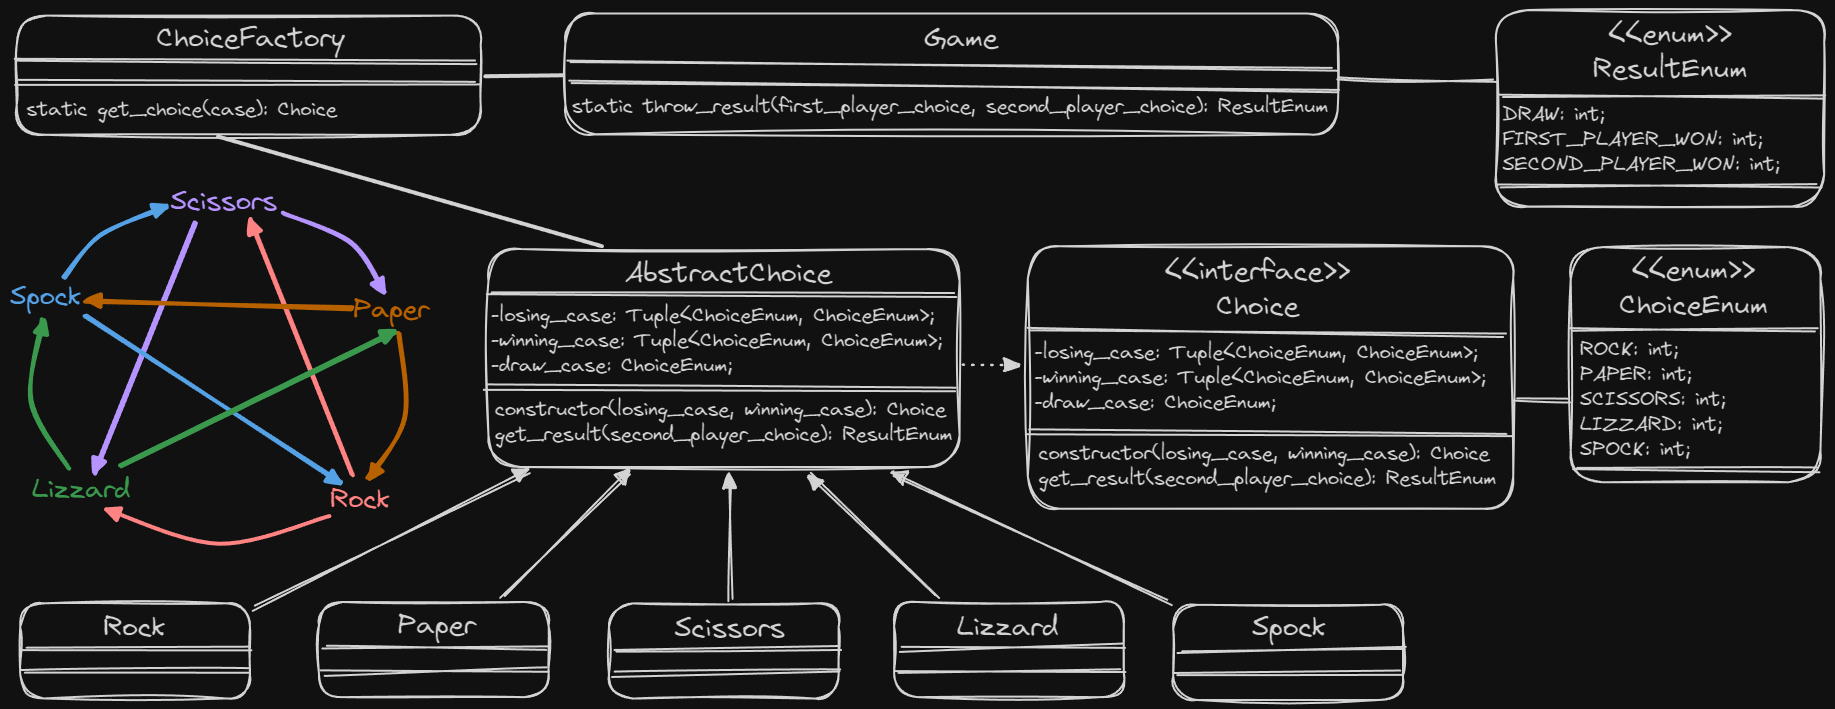 ChoiceFactory
static get_choice(case): Choice
Game
static throw_result(first_player_choice, second_player_choice): ResultEnum
<<enum>>
ResultEnum
DRAW: int;
FIRST_PLAYER_WON: int;
SECOND_PLAYER_WON: int;
Scissors
Spock
Paper
Lizzard
Rock
AbstractChoice
-losing_case: Tuple<ChoiceEnum, ChoiceEnum>;
-winning_case: Tuple<ChoiceEnum, ChoiceEnum>;
-draw_case: ChoiceEnum;
constructor(losing_case, winning_case): Choice
get_result(second_player_choice): ResultEnum
<<interface>>
Choice
-losing_case: Tuple<ChoiceEnum, ChoiceEnum>;
-winning_case: Tuple<ChoiceEnum, ChoiceEnum>;
-draw_case: ChoiceEnum;
constructor(losing_case, winning_case): Choice
get_result(second_player_choice): ResultEnum
<<enum>>
ChoiceEnum
ROCK: int;
PAPER: int;
SCISSORS: int;
LIZZARD: int;
SPOCK: int;
Rock
Paper
Scissors
Lizzard
Spock